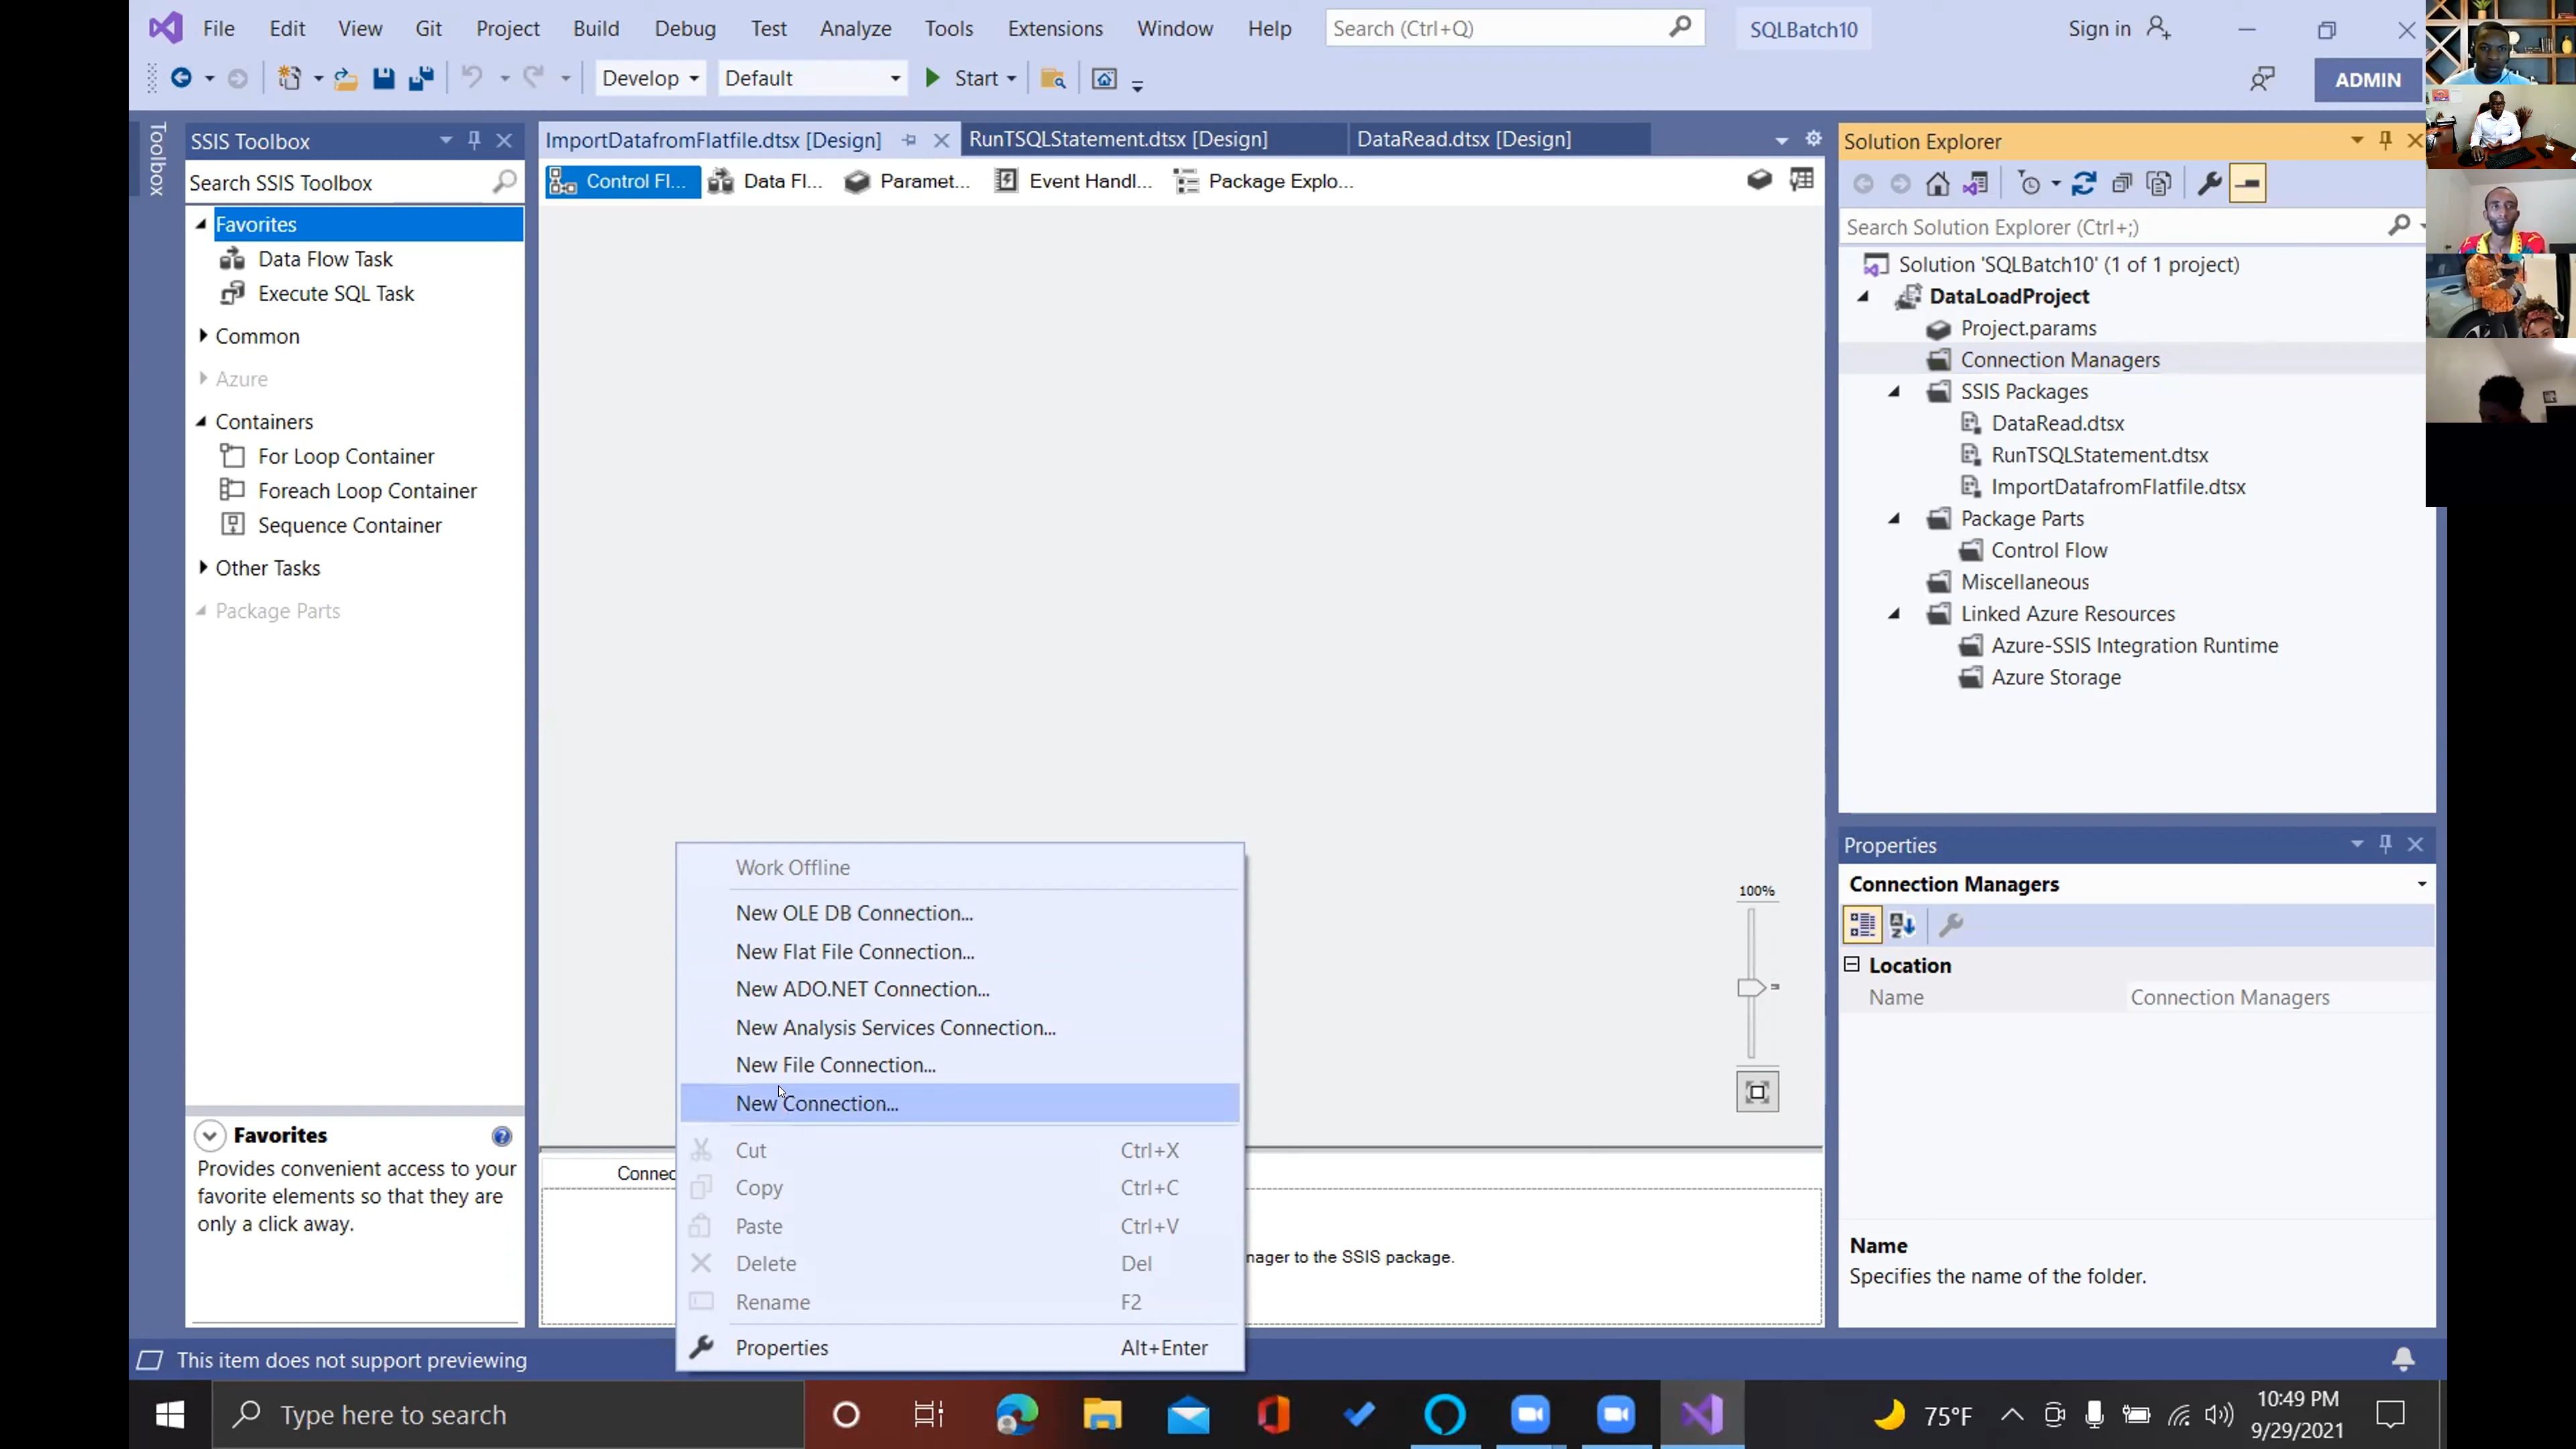 File Edit View Git Project Build Debug Test Analyze Tools Extensions Window Help Search (Ctrl+Q) SQLBatch10 Sign in
Develop Default Start ADMIN
Toolbox
SSIS Toolbox
Search SSIS Toolbox
Favorites
Data Flow Task
Execute SQL Task
Common
Azure
Containers
For Loop Container
Foreach Loop Container
Sequence Container
Other Tasks
Package Parts
Favorites
Provides convenient access to your
favorite elements so that they are
only a click away.
ImportDatafromFlatfile.dtsx [Design] RunTSQLStatement.dtsx [Design] DataRead.dtsx [Design]
Control Fl... Data Fl... Paramet... Event Handl... Package Explo...
100%
Work Offline
New OLE DB Connection...
New Flat File Connection...
New ADO.NET Connection...
New Analysis Services Connection...
New File Connection...
New Connection...
Cut Ctrl+X
Copy Ctrl+C
Paste Ctrl+V
Delete Del
Rename F2
Properties Alt+Enter
to the SSIS package.
Solution Explorer
Search Solution Explorer (Ctrl+;)
Solution 'SQLBatch10' (1 of 1 project)
DataLoadProject
Project.params
Connection Managers
SSIS Packages
DataRead.dtsx
RunTSQLStatement.dtsx
ImportDatafromFlatfile.dtsx
Package Parts
Control Flow
Miscellaneous
Linked Azure Resources
Azure-SSIS Integration Runtime
Azure Storage
Properties
Connection Managers
Location
Name Connection Managers
Name
Specifies the name of the folder.
This item does not support previewing
Type here to search
75°F
10:49 PM
9/29/2021